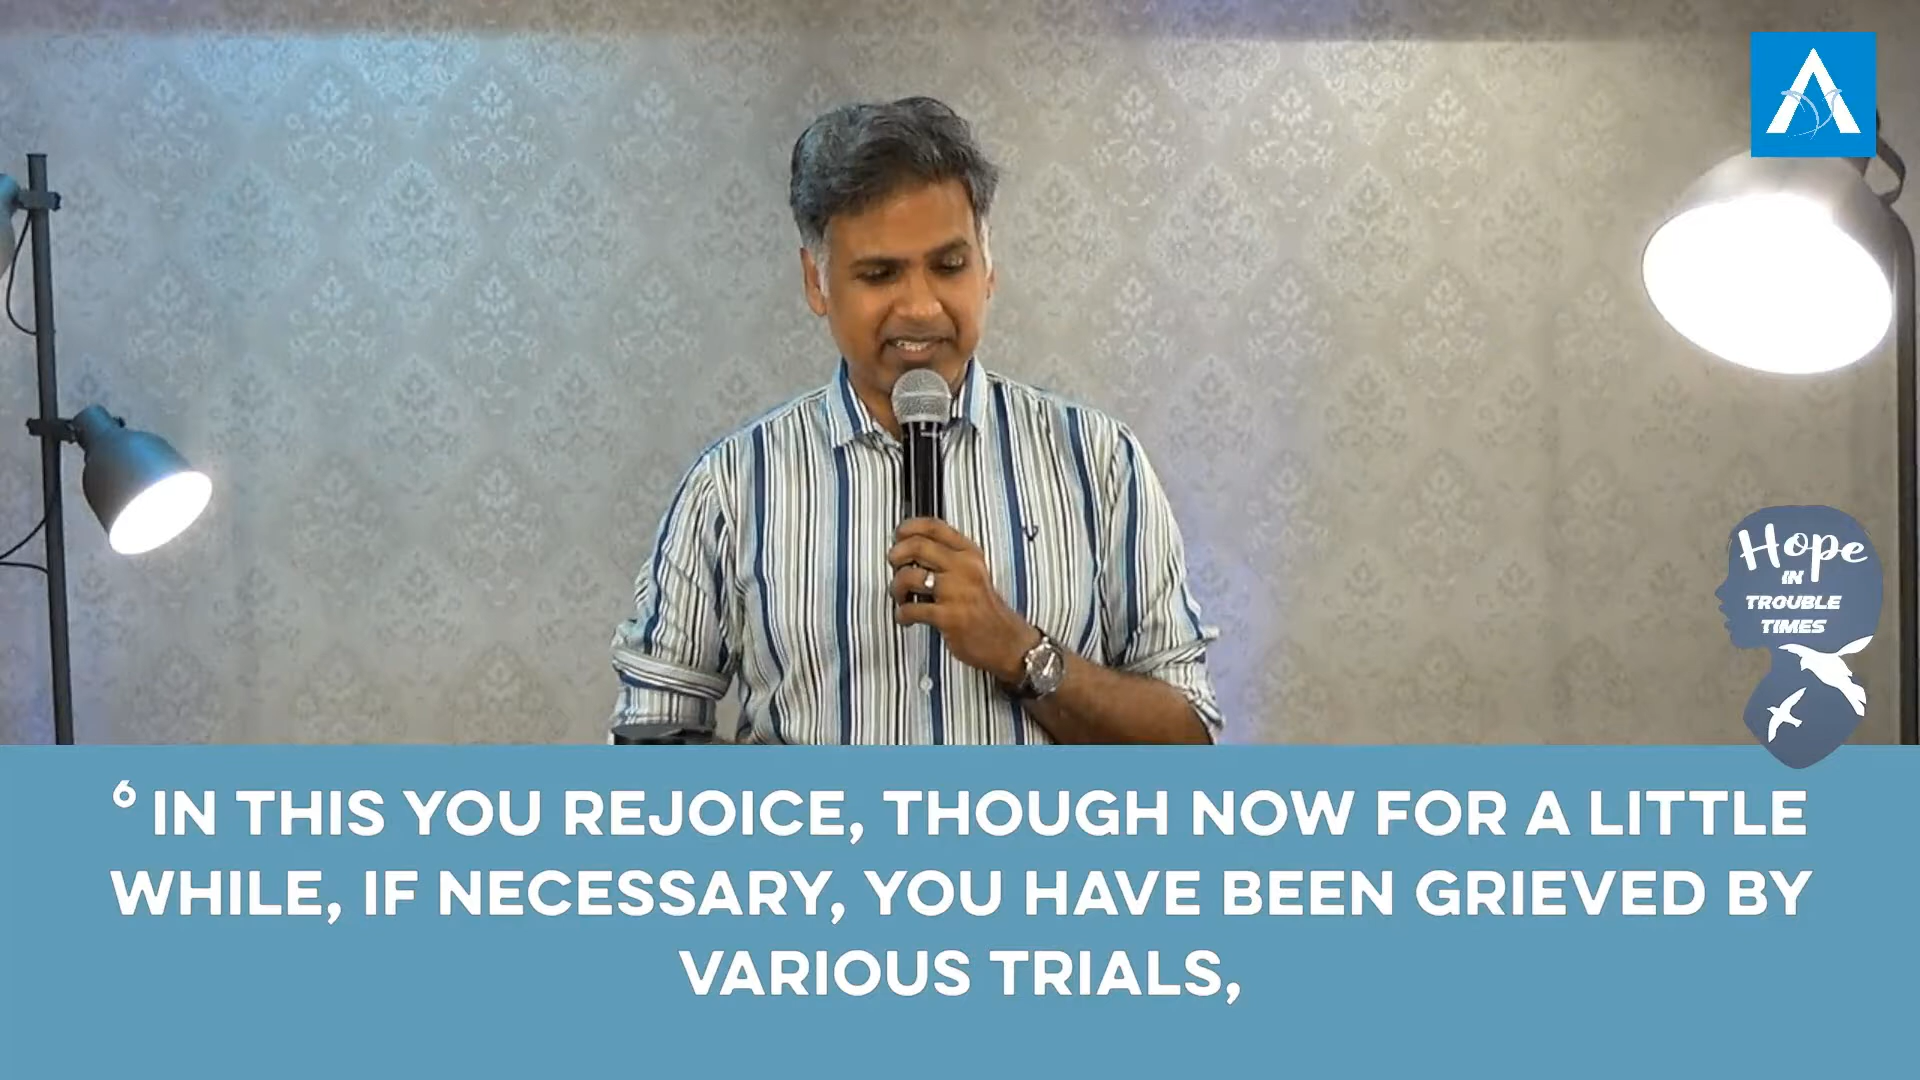 Hope
IN
TROUBLE
TIMES
⁶ IN THIS YOU REJOICE, THOUGH NOW FOR A LITTLE
WHILE, IF NECESSARY, YOU HAVE BEEN GRIEVED BY
VARIOUS TRIALS,